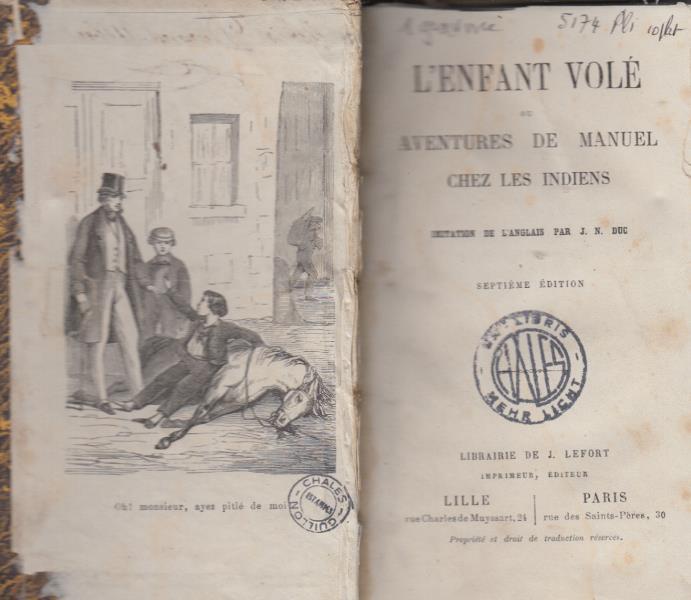 Oh! monsieur, ayez pitié de moi
CHALES
GUILLON
ESTAMPES
5174
L'ENFANT VOLÉ
OU
AVENTURES DE MANUEL
CHEZ LES INDIENS
IMITATION DE L'ANGLAIS PAR J. N. DUC
SEPTIÈME ÉDITION
EX-LIBRIS
MEHR LICHT
LIBRAIRIE DE J. LEFORT
IMPRIMEUR, ÉDITEUR
LILLE
rue Charles de Muyssart, 24
PARIS
rue des Saints-Pères, 30
Propriété et droit de traduction réservés.